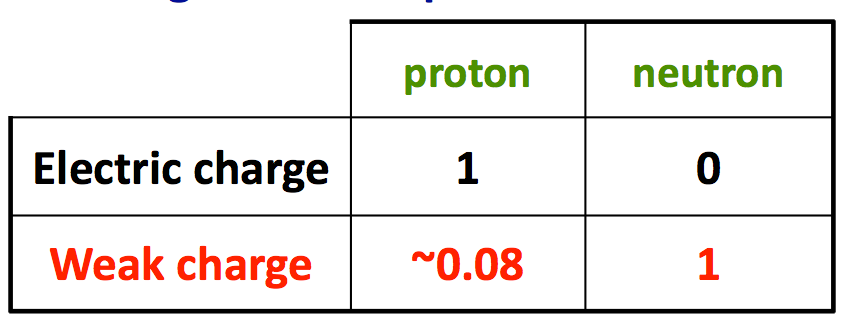 proton neutron
Electric charge 1 0
Weak charge ~0.08 1